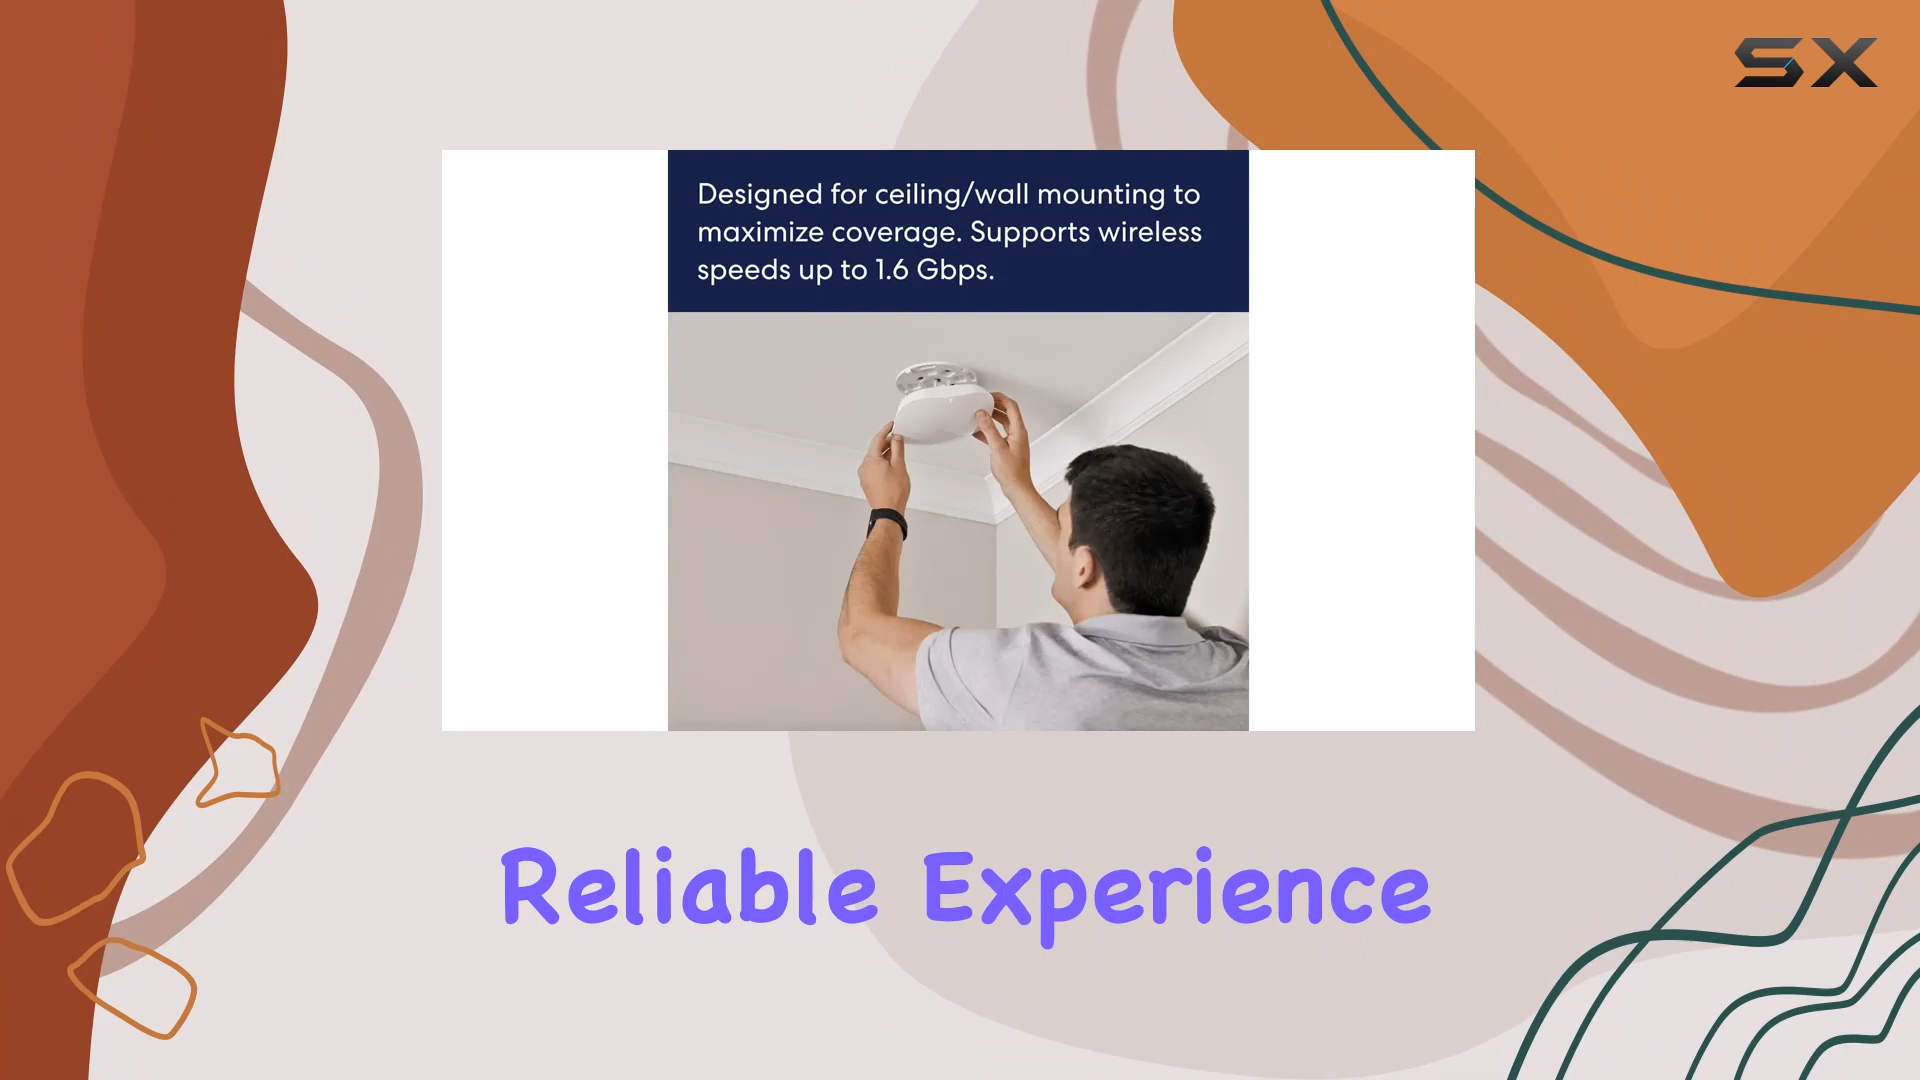 SX
Designed for ceiling/wall mounting to
maximize coverage. Supports wireless
speeds up to 1.6 Gbps.
Reliable Experience